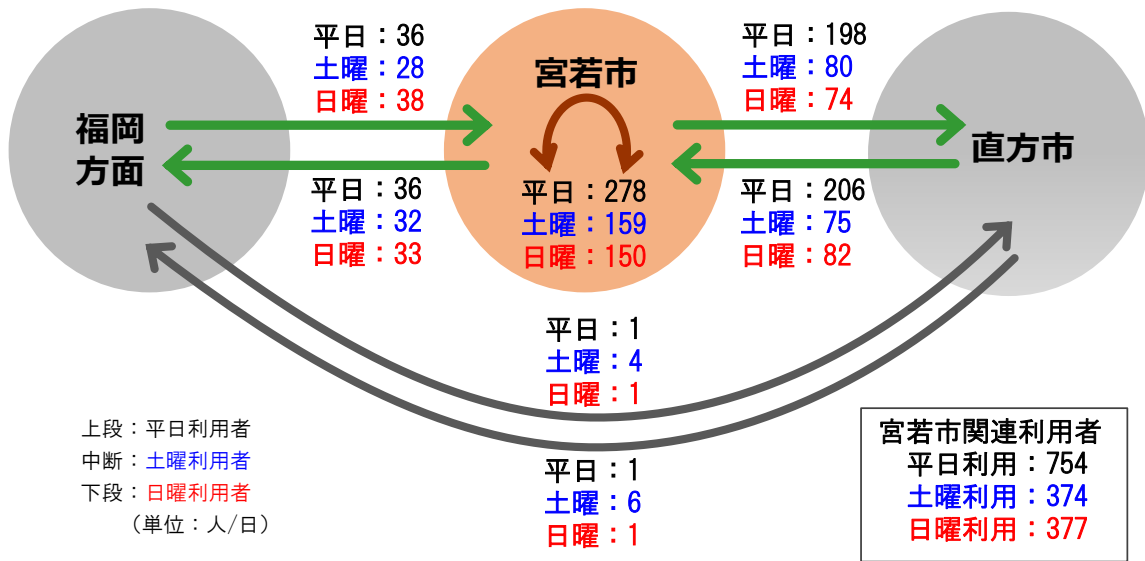 平日：36
土曜：28
日曜：38
宮若市
平日：198
土曜：80
日曜：74
福岡
方面
直方市
平日：36
土曜：32
日曜：33
平日：278
土曜：159
日曜：150
平日：206
土曜：75
日曜：82
平日：1
土曜：4
日曜：1
平日：1
土曜：6
日曜：1
上段：平日利用者
中断：土曜利用者
下段：日曜利用者
（単位：人/日）
宮若市関連利用者
平日利用：754
土曜利用：374
日曜利用：377